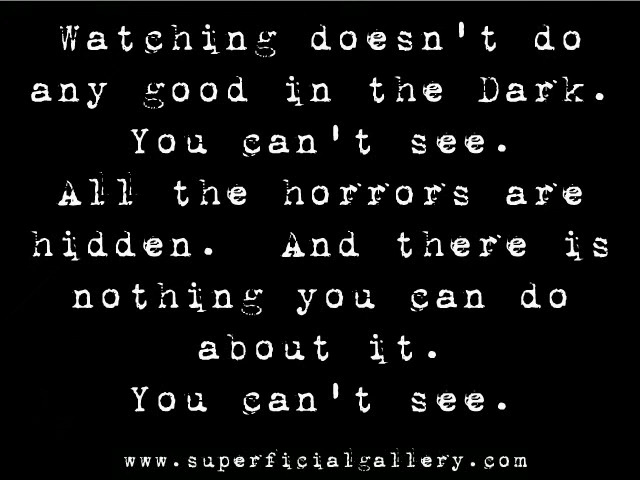 Watching doesn't do
any good in the Dark.
You can't see.
All the horrors are
hidden.  And there is
nothing you can do
about it.
You can't see.
www.superficialgallery.com